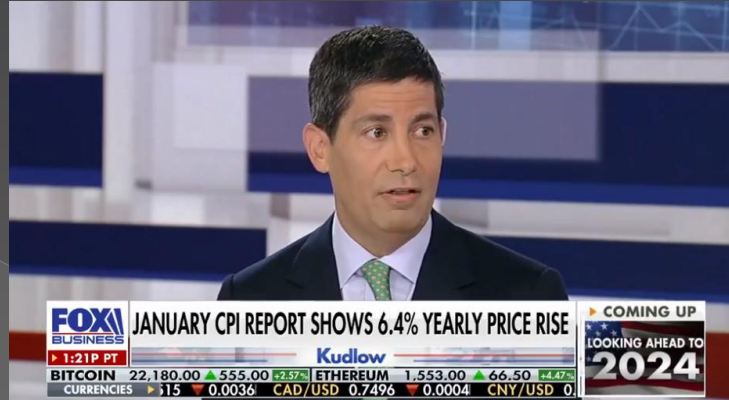 FOX
BUSINESS
1:21P PT
JANUARY CPI REPORT SHOWS 6.4% YEARLY PRICE RISE
Kudlow
COMING UP
LOOKING AHEAD TO
2024
BITCOIN 22,180.00 ▲ 555.00 +2.57% ETHEREUM 1,553.00 ▲ 66.50 +4.47%
CURRENCIES 515 ▼ 0.0036 CAD/USD 0.7496 ▼ 0.0004 CNY/USD 0.